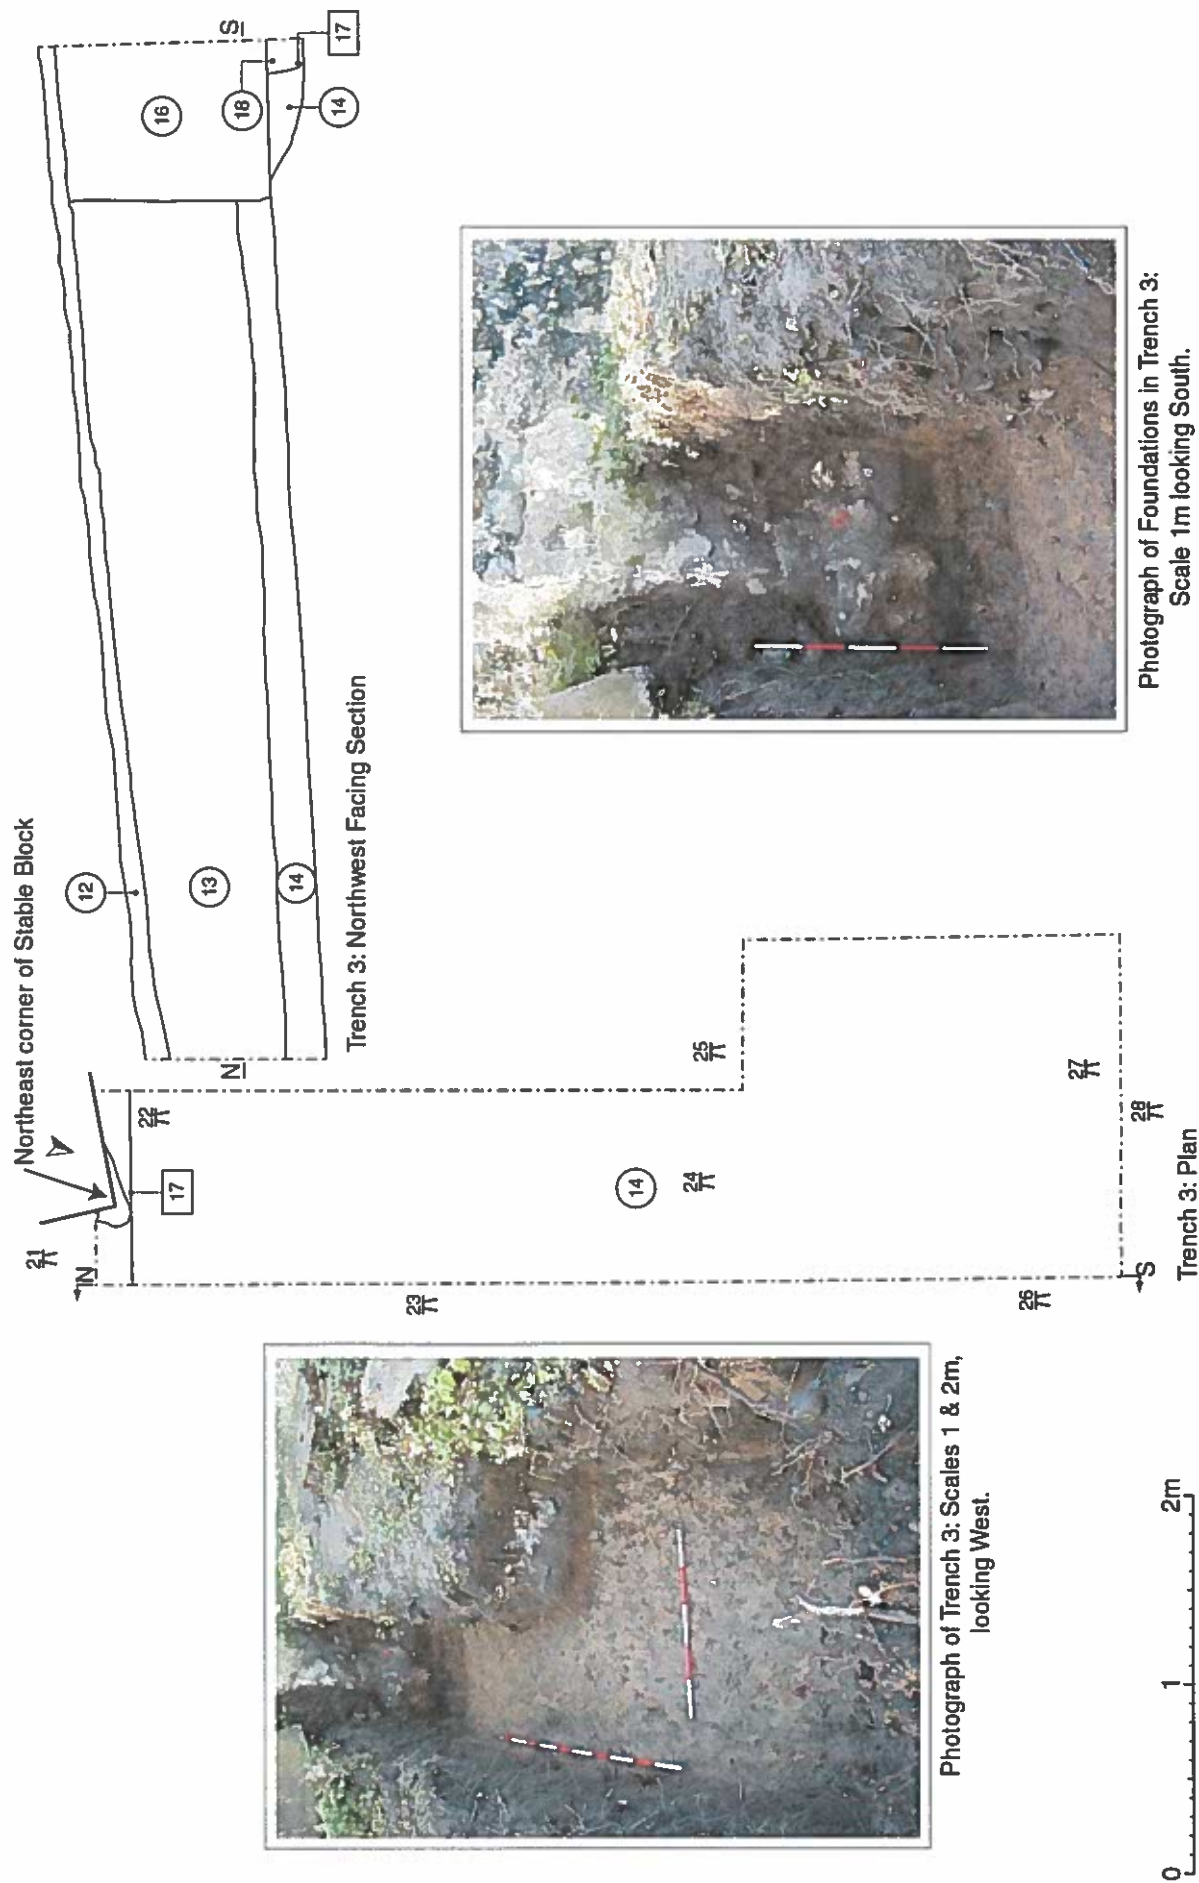 Northeast corner of Stable Block
21
22
17
N
23
24
14
25
26
27
28
S
Trench 3: Plan
12
13
14
16
18
17
14
N
S
Trench 3: Northwest Facing Section
Photograph of Trench 3: Scales 1 & 2m,
looking West.
Photograph of Foundations in Trench 3:
Scale 1m looking South.
0 1 2m